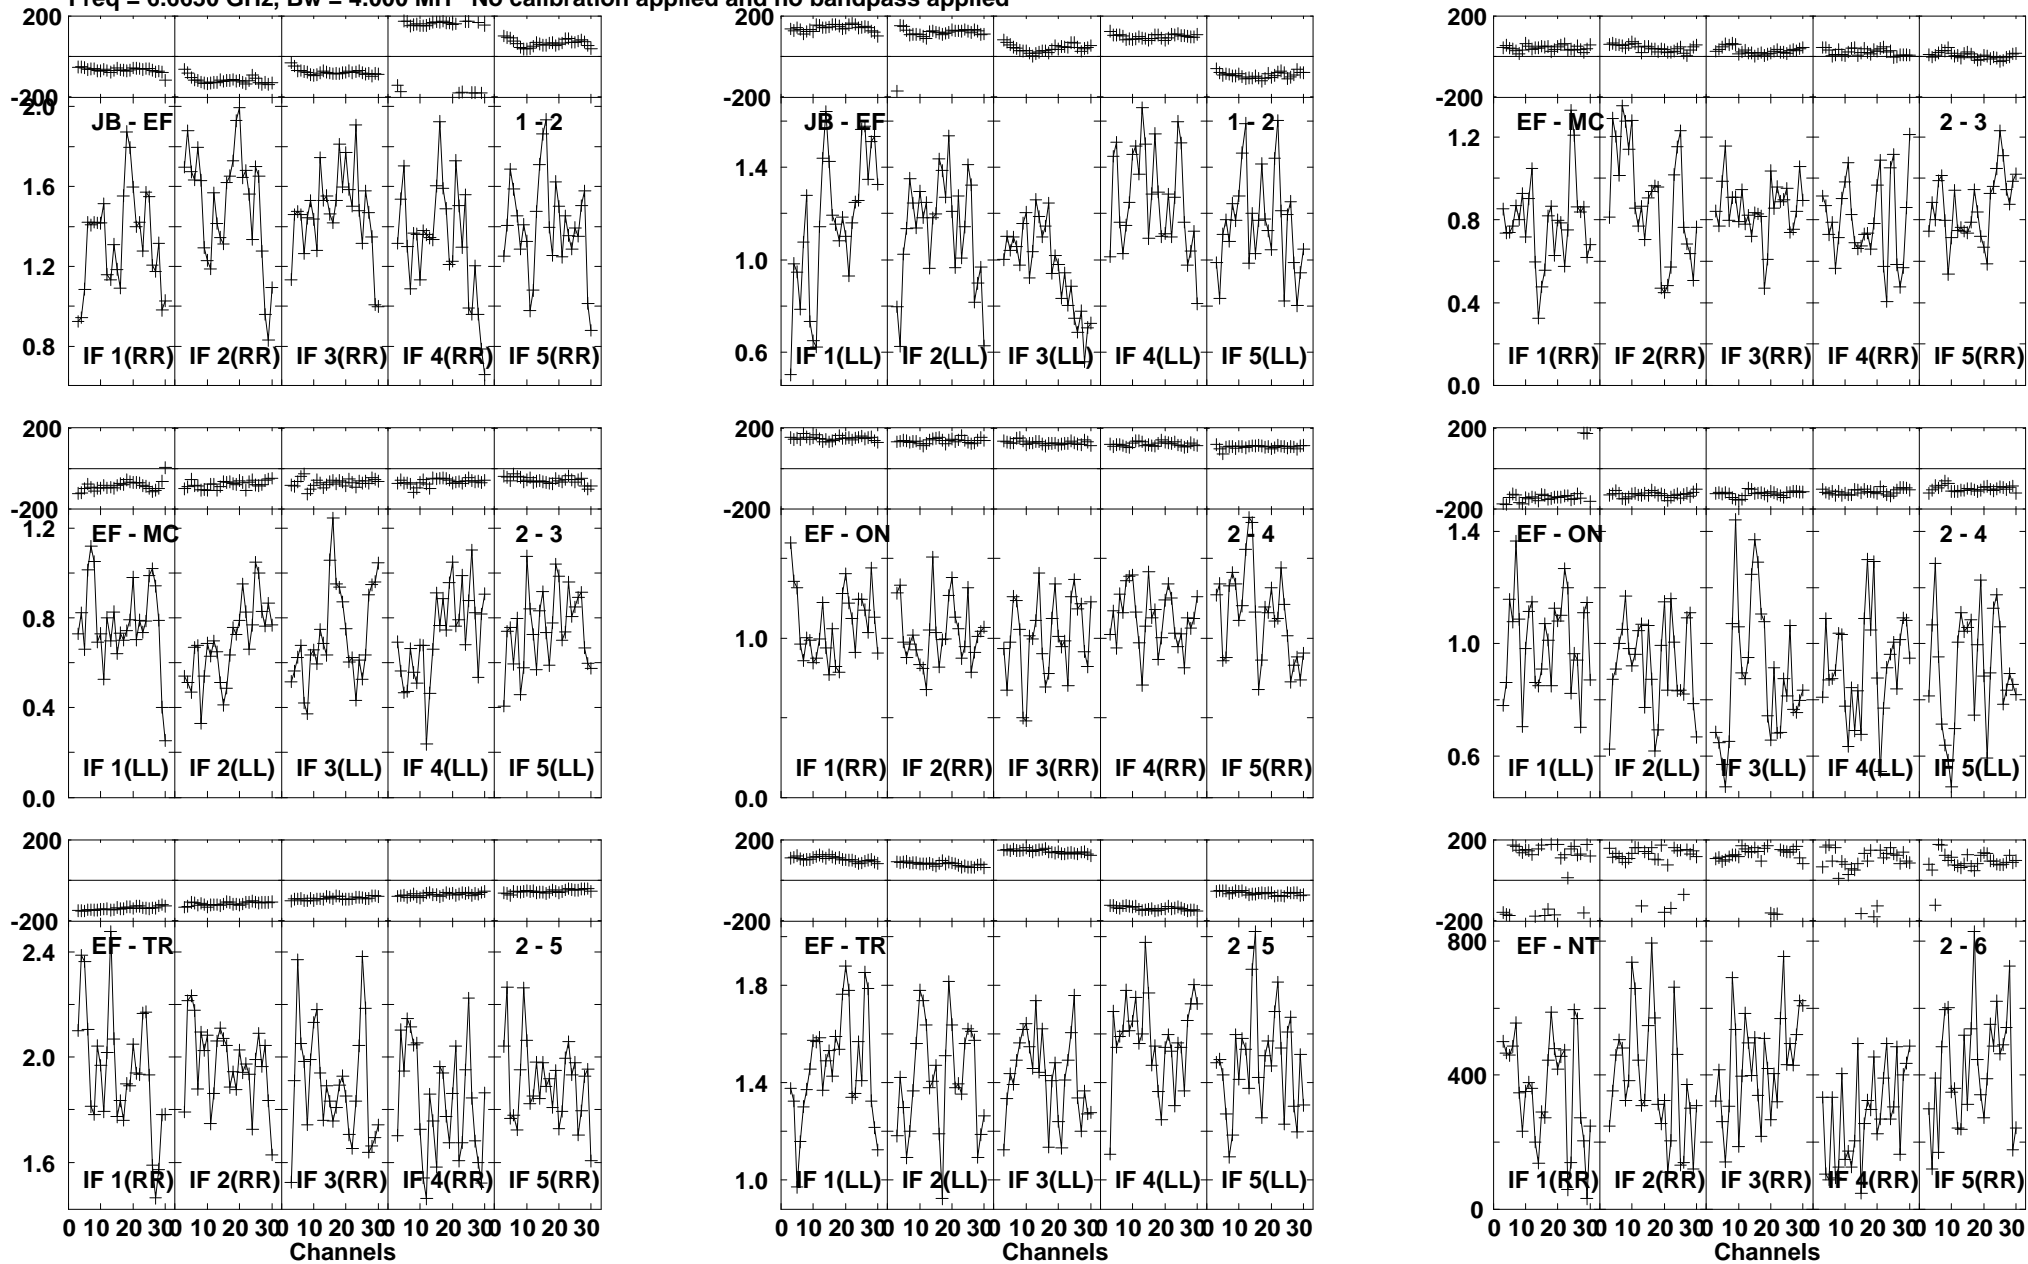 No calibration applied and no bandpass applied
200 200 200
-200 -200 -200
2.0
JB - EF 1 - 2 JB - EF 1 - 2 EF - MC 2 - 3
1.6 1.4 1.2
1.2 1.0 0.8
0.8 0.6 0.4
IF 1(RR) IF 2(RR) IF 3(RR) IF 4(RR) IF 5(RR) IF 1(LL) IF 2(LL) IF 3(LL) IF 4(LL) IF 5(LL) IF 1(RR) IF 2(RR) IF 3(RR) IF 4(RR) IF 5(RR)
0.0
200 200 200
-200 -200 -200
EF - MC 2 - 3 EF - ON 2 - 4 EF - ON 2 - 4
1.2 1.4
0.8 1.0 1.0
0.4 0.6
IF 1(LL) IF 2(LL) IF 3(LL) IF 4(LL) IF 5(LL) IF 1(RR) IF 2(RR) IF 3(RR) IF 4(RR) IF 5(RR) IF 1(LL) IF 2(LL) IF 3(LL) IF 4(LL) IF 5(LL)
0.0 0.0
200 200 200
-200 -200 -200
EF - TR 2 - 5 EF - TR 2 - 5 EF - NT 2 - 6
2.4 1.8 800
2.0 1.4 400
1.6 1.0
IF 1(RR) IF 2(RR) IF 3(RR) IF 4(RR) IF 5(RR) IF 1(LL) IF 2(LL) IF 3(LL) IF 4(LL) IF 5(LL) IF 1(RR) IF 2(RR) IF 3(RR) IF 4(RR) IF 5(RR)
0
0 10 20 30 0 10 20 30 0 10 20 30 0 10 20 30 0 10 20 30 0 10 20 30 0 10 20 30 0 10 20 30 0 10 20 30 0 10 20 30 0 10 20 30 0 10 20 30 0 10 20 30 0 10 20 30 0 10 20 30
Channels Channels Channels